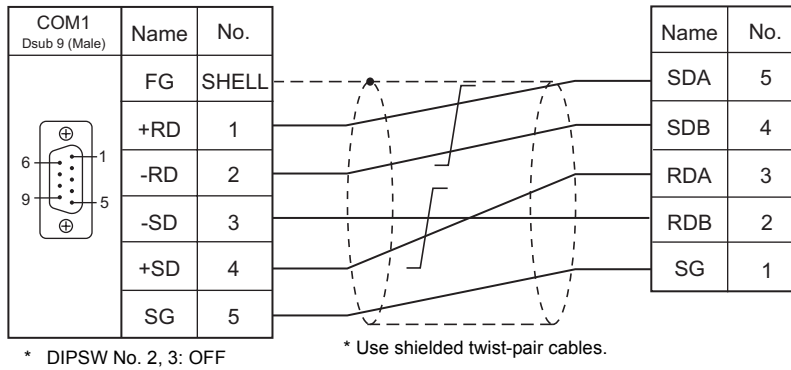 COM1
Dsub 9 (Male)
Name No.
FG SHELL
+RD 1
-RD 2
-SD 3
+SD 4
SG 5
6
1
9
5
Name No.
SDA 5
SDB 4
RDA 3
RDB 2
SG 1
* DIPSW No. 2, 3: OFF
* Use shielded twist-pair cables.